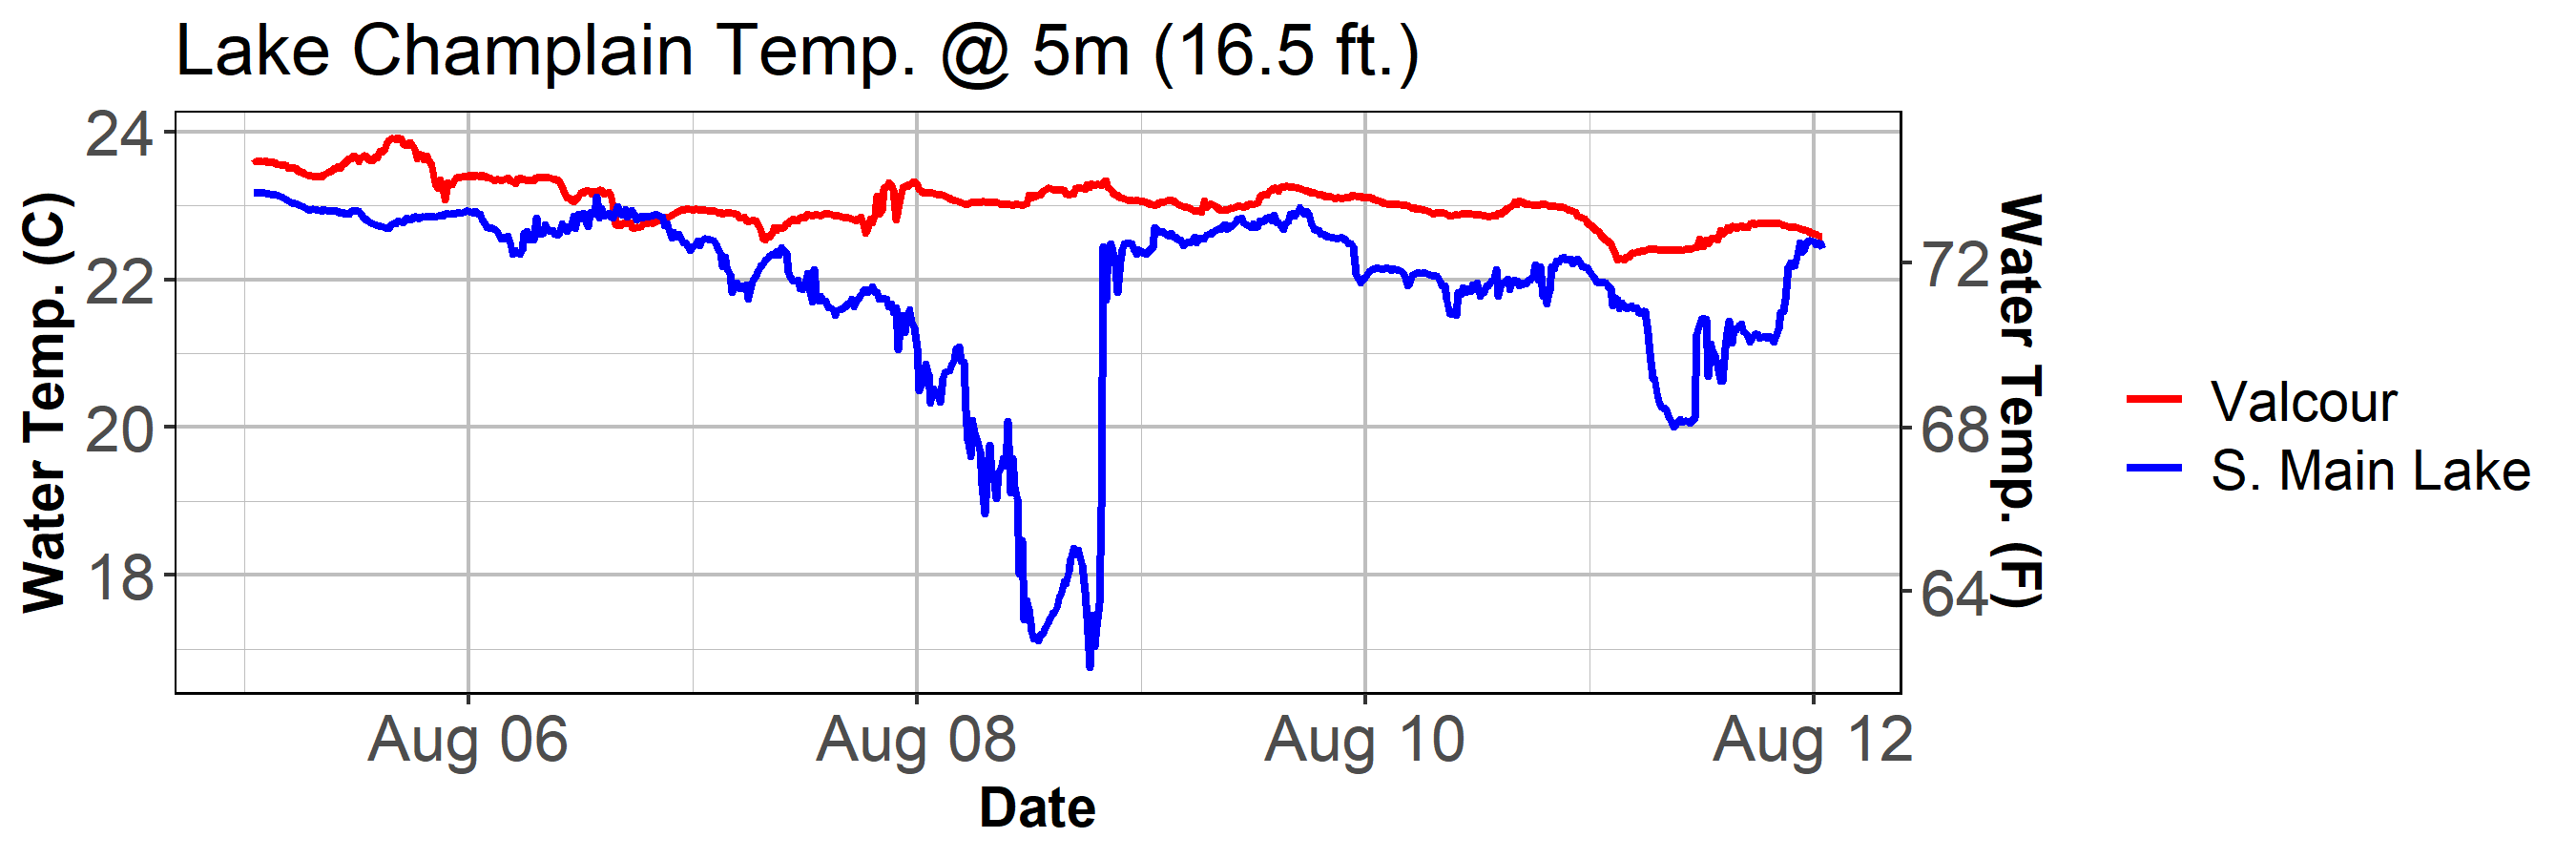 Lake Champlain Temp. @ 5m (16.5 ft.)
Water Temp. (C)
24
22
20
18
72
68
64
Water Temp. (F)
Aug 06
Aug 08
Aug 10
Aug 12
Date
Valcour
S. Main Lake